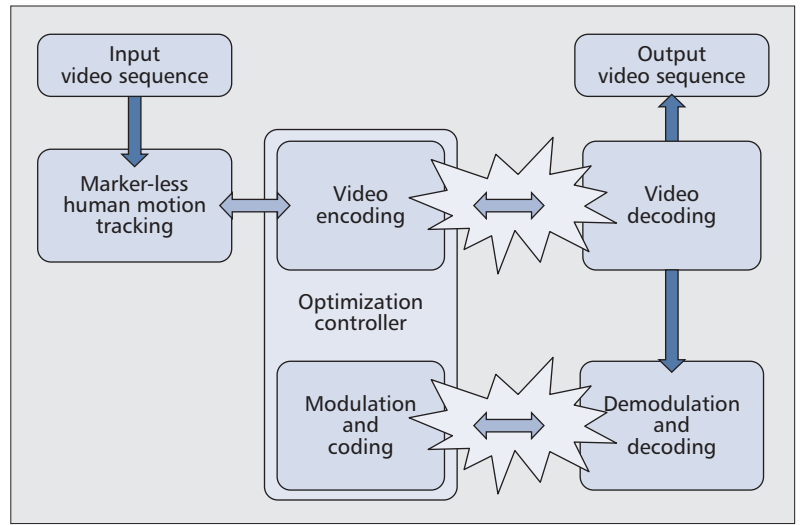 Input
video sequence
Output
video sequence
Marker-less
human motion
tracking
Video
encoding
Video
decoding
Optimization
controller
Modulation
and
coding
Demodulation
and
decoding